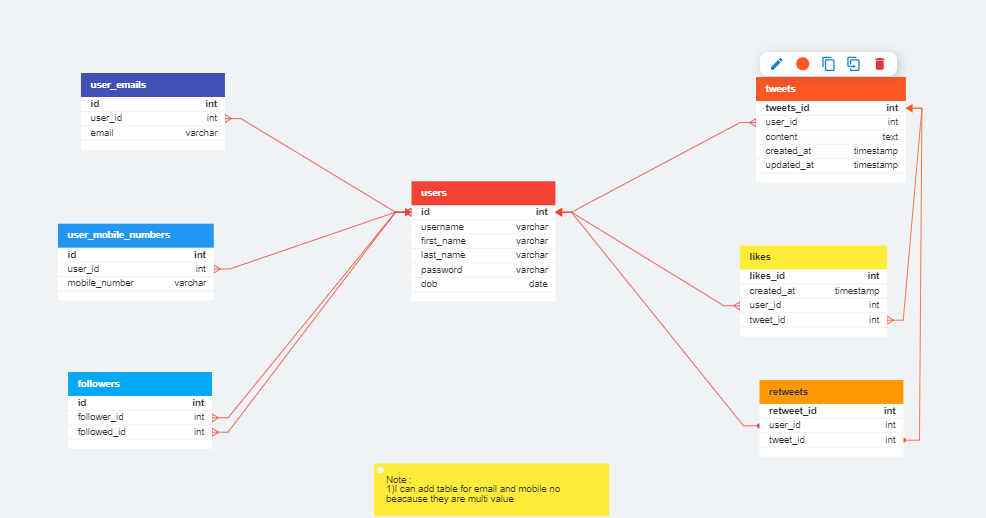 user_emails
id int
user_id int
email varchar
user_mobile_numbers
id int
user_id int
mobile_number varchar
followers
id int
follower_id int
followed_id int
users
id int
username varchar
first_name varchar
last_name varchar
password varchar
dob date
tweets
tweets_id int
user_id int
content text
created_at timestamp
updated_at timestamp
likes
likes_id int
created_at timestamp
user_id int
tweet_id int
retweets
retweet_id int
user_id int
tweet_id int
Note :
1)I can add table for email and mobile no
beacause they are multi value